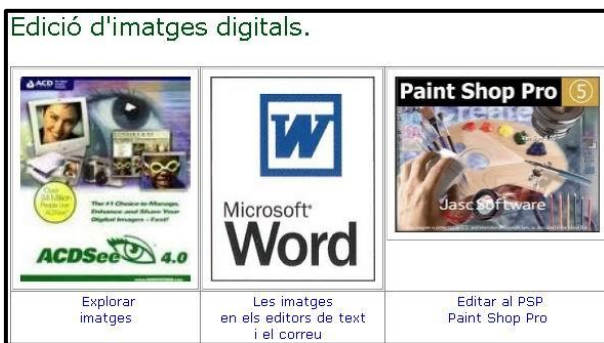 Edició d'imatges digitals.
ACD
The #1 Choice to Manage,
Enhance and Share Your
Digital Images - Fast!
ACDSee 4.0
W
Microsoft
Word
Paint Shop Pro 5
Jasc Software
Explorar
imatges
Les imatges
en els editors de text
i el correu
Editar al PSP
Paint Shop Pro